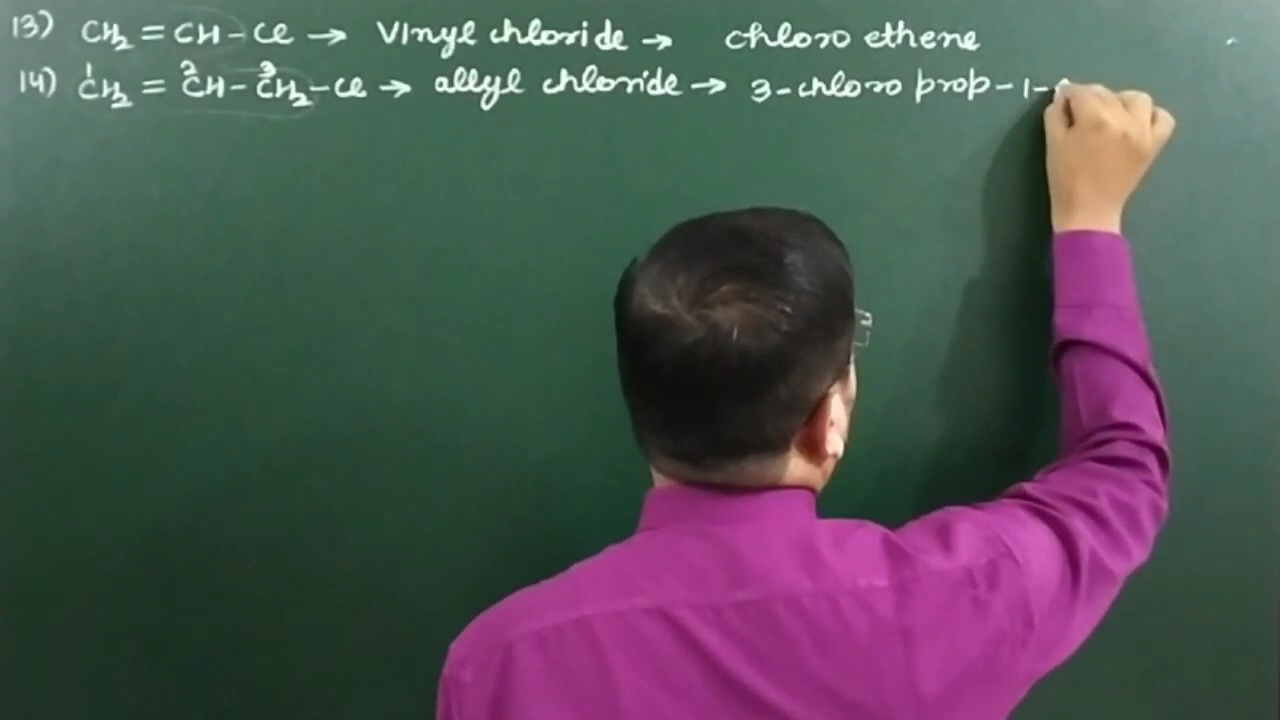 13) CH₂ = CH - Cl → Vinyl chloride → chloro ethene
14) ¹CH₂ = ²CH - ³CH₂ - Cl → allyl chloride → 3-chloro prop-1-